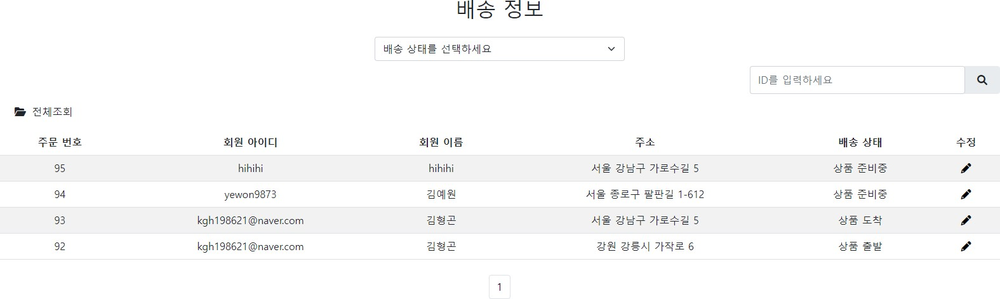 배송 정보
배송 상태를 선택하세요
ID를 입력하세요
전체조회
주문 번호 회원 아이디 회원 이름 주소 배송 상태 수정
95 hihihi hihihi 서울 강남구 가로수길 5 상품 준비중
94 yewon9873 김예원 서울 종로구 팔판길 1-612 상품 준비중
93 kgh198621@naver.com 김형곤 서울 강남구 가로수길 5 상품 도착
92 kgh198621@naver.com 김형곤 강원 강릉시 가작로 6 상품 출발
1